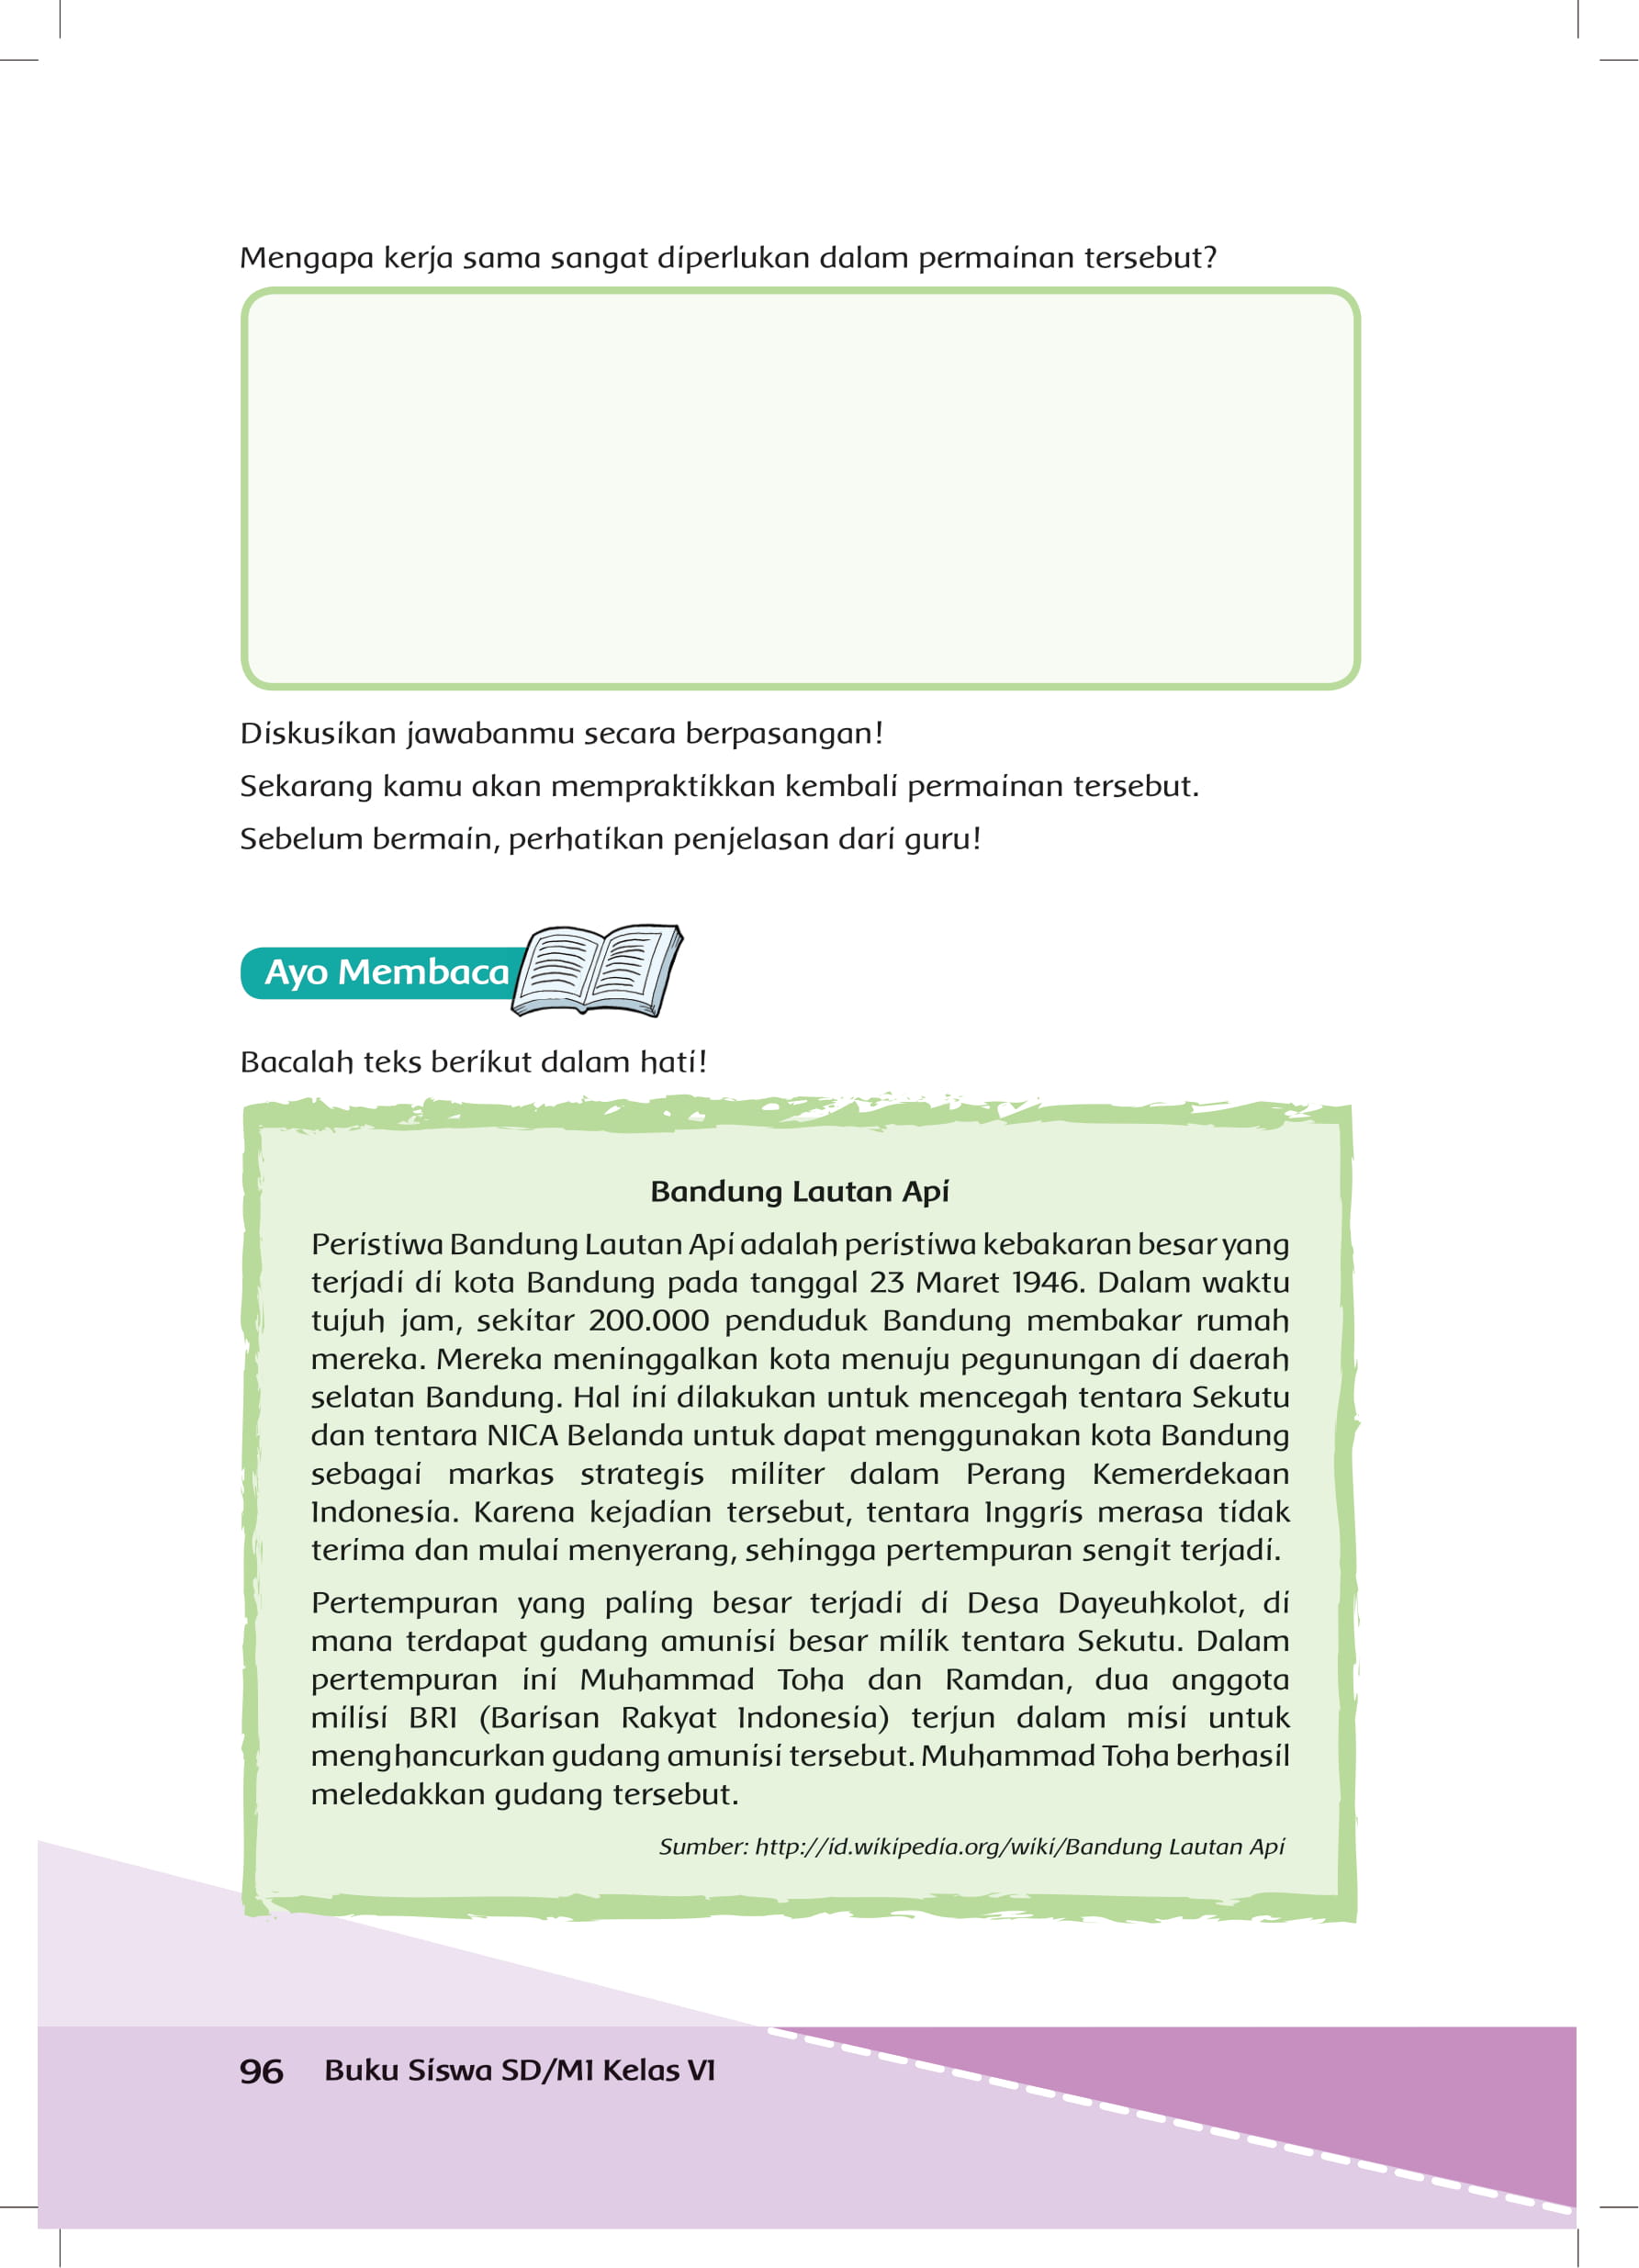 Mengapa kerja sama sangat diperlukan dalam permainan tersebut?
Diskusikan jawabanmu secara berpasangan!
Sekarang kamu akan mempraktikkan kembali permainan tersebut.
Sebelum bermain, perhatikan penjelasan dari guru!
Ayo Membaca
Bacalah teks berikut dalam hati!
Bandung Lautan Api
Peristiwa Bandung Lautan Api adalah peristiwa kebakaran besar yang
terjadi di kota Bandung pada tanggal 23 Maret 1946. Dalam waktu
tujuh jam, sekitar 200.000 penduduk Bandung membakar rumah
mereka. Mereka meninggalkan kota menuju pegunungan di daerah
selatan Bandung. Hal ini dilakukan untuk mencegah tentara Sekutu
dan tentara NICA Belanda untuk dapat menggunakan kota Bandung
sebagai markas strategis militer dalam Perang Kemerdekaan
Indonesia. Karena kejadian tersebut, tentara Inggris merasa tidak
terima dan mulai menyerang, sehingga pertempuran sengit terjadi.
Pertempuran yang paling besar terjadi di Desa Dayeuhkolot, di
mana terdapat gudang amunisi besar milik tentara Sekutu. Dalam
pertempuran ini Muhammad Toha dan Ramdan, dua anggota
milisi BRI (Barisan Rakyat Indonesia) terjun dalam misi untuk
menghancurkan gudang amunisi tersebut. Muhammad Toha berhasil
meledakkan gudang tersebut.
Sumber: http://id.wikipedia.org/wiki/Bandung Lautan Api
96 Buku Siswa SD/MI Kelas VI